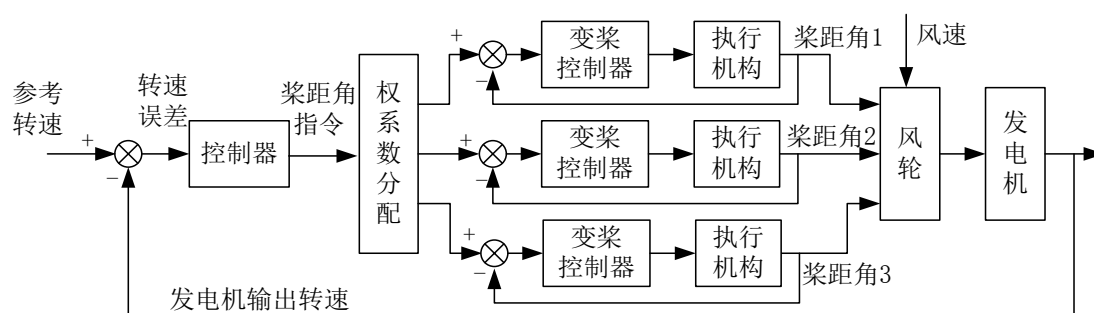 参考
转速
+
−
转速
误差
控制器
桨距角
指令
权
系
数
分
配
+
−
变桨
控制器
执行
机构
桨距角1
+
−
变桨
控制器
执行
机构
桨距角2
+
−
变桨
控制器
执行
机构
桨距角3
风速
风
轮
发
电
机
发电机输出转速